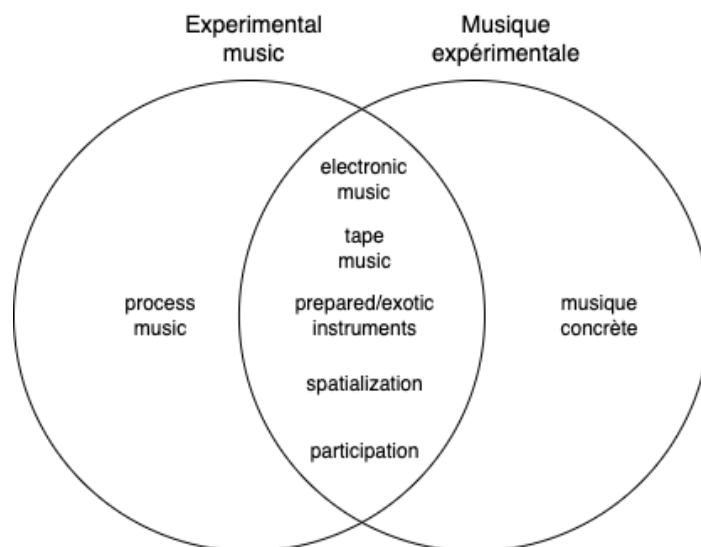 Experimental
music
Musique
expérimentale
electronic
music
tape
music
process
music
prepared/exotic
instruments
musique
concrète
spatialization
participation